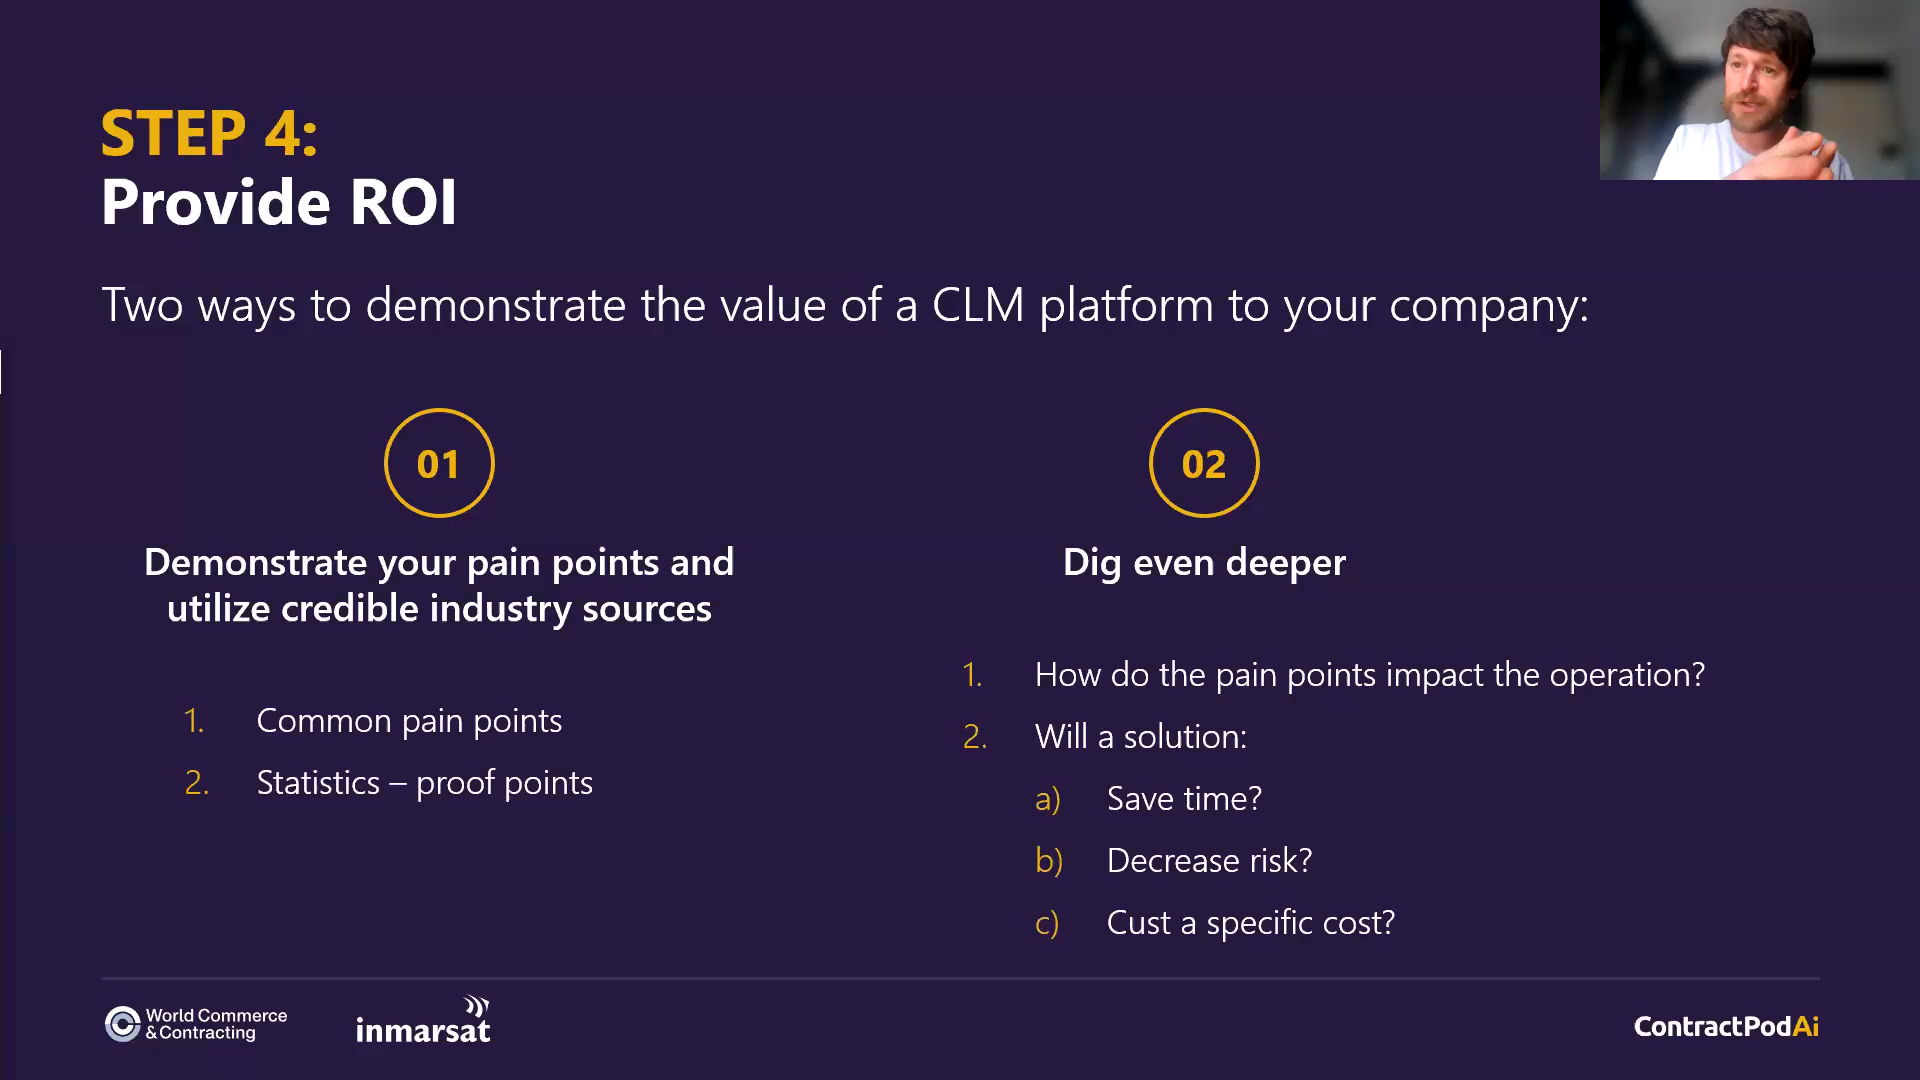 STEP 4:
Provide ROI
Two ways to demonstrate the value of a CLM platform to your company:
01
Demonstrate your pain points and
utilize credible industry sources
1. Common pain points
2. Statistics – proof points
02
Dig even deeper
1. How do the pain points impact the operation?
2. Will a solution:
a) Save time?
b) Decrease risk?
c) Cust a specific cost?
World Commerce
& Contracting
inmarsat
ContractPodAi